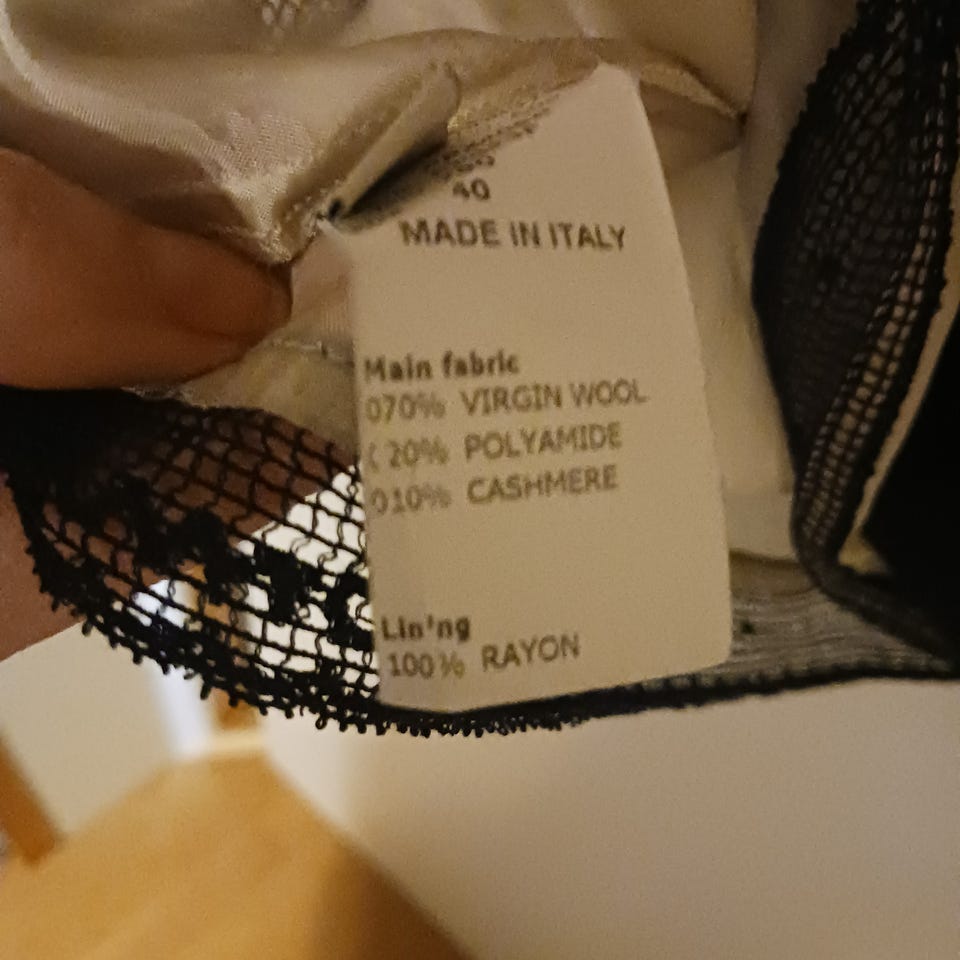 40
MADE IN ITALY
Main fabric
070% VIRGIN WOOL
20% POLYAMIDE
010% CASHMERE
Lin'ng
100% RAYON